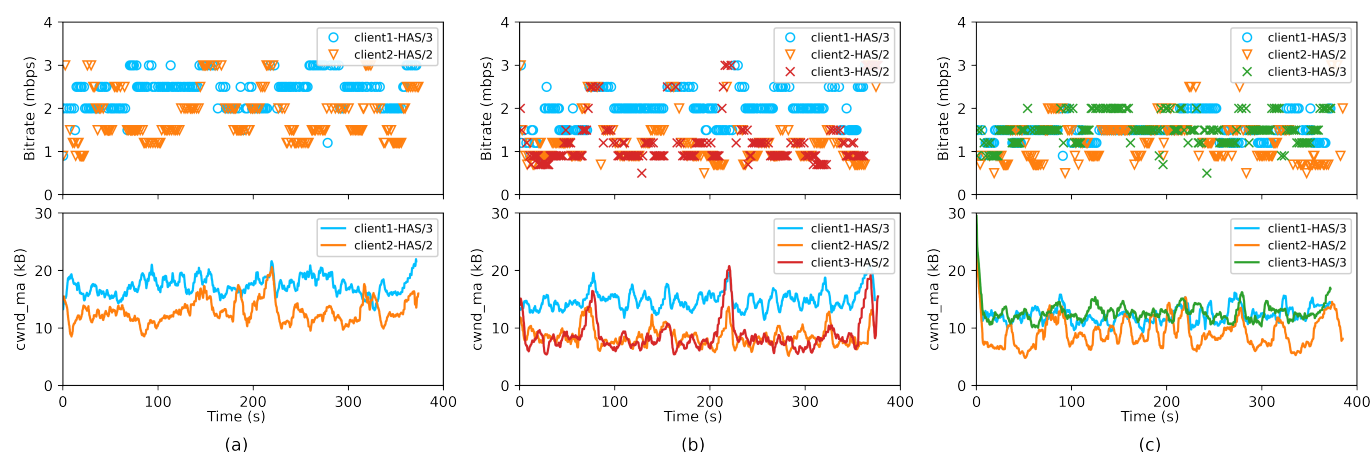 4
3
2
1
0
Bitrate (mbps)
client1-HAS/3
client2-HAS/2
30
20
10
0
cwnd_ma (kB)
client1-HAS/3
client2-HAS/2
0 100 200 300 400
Time (s)
(a)
4
3
2
1
0
Bitrate (mbps)
client1-HAS/3
client2-HAS/2
client3-HAS/2
30
20
10
0
cwnd_ma (kB)
client1-HAS/3
client2-HAS/2
client3-HAS/2
0 100 200 300 400
Time (s)
(b)
4
3
2
1
0
Bitrate (mbps)
client1-HAS/3
client2-HAS/2
client3-HAS/3
30
20
10
0
cwnd_ma (kB)
client1-HAS/3
client2-HAS/2
client3-HAS/3
0 100 200 300 400
Time (s)
(c)